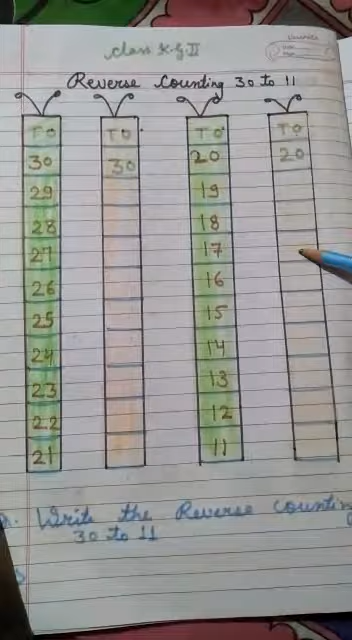 class K.G II
Reverse Counting 30 to 11
T O T O T O T O
30 30 20 20
29 19
28 18
27 17
26 16
25 15
24 14
23 13
22 12
21 11
Write the Reverse counting
30 to 11